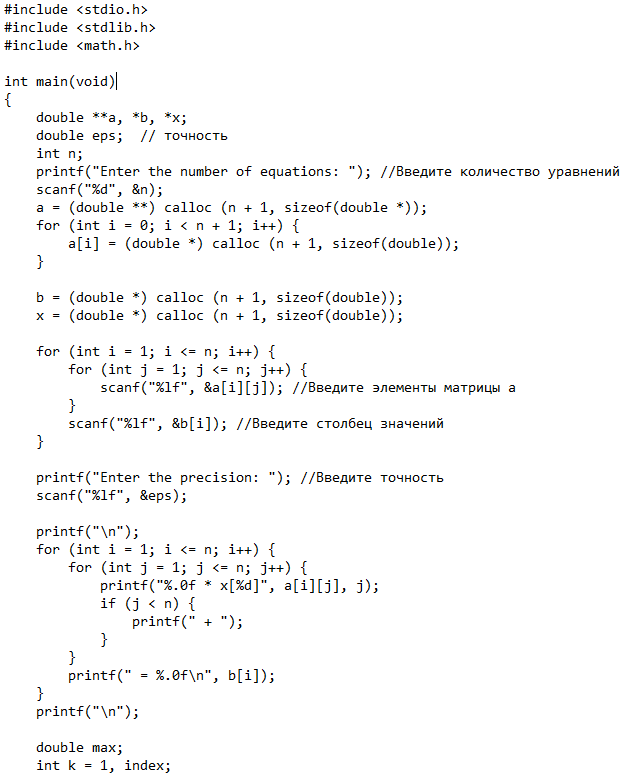 #include <stdio.h>
#include <stdlib.h>
#include <math.h>

int main(void)
{
    double **a, *b, *x;
    double eps;  // точность
    int n;
    printf("Enter the number of equations: "); //Введите количество уравнений
    scanf("%d", &n);
    a = (double **) calloc (n + 1, sizeof(double *));
    for (int i = 0; i < n + 1; i++) {
        a[i] = (double *) calloc (n + 1, sizeof(double));
    }

    b = (double *) calloc (n + 1, sizeof(double));
    x = (double *) calloc (n + 1, sizeof(double));

    for (int i = 1; i <= n; i++) {
        for (int j = 1; j <= n; j++) {
            scanf("%lf", &a[i][j]); //Введите элементы матрицы а
        }
        scanf("%lf", &b[i]); //Введите столбец значений
    }

    printf("Enter the precision: "); //Введите точность
    scanf("%lf", &eps);

    printf("\n");
    for (int i = 1; i <= n; i++) {
        for (int j = 1; j <= n; j++) {
            printf("%.0f * x[%d]", a[i][j], j);
            if (j < n) {
                printf(" + ");
            }
        }
        printf(" = %.0f\n", b[i]);
    }
    printf("\n");

    double max;
    int k = 1, index;